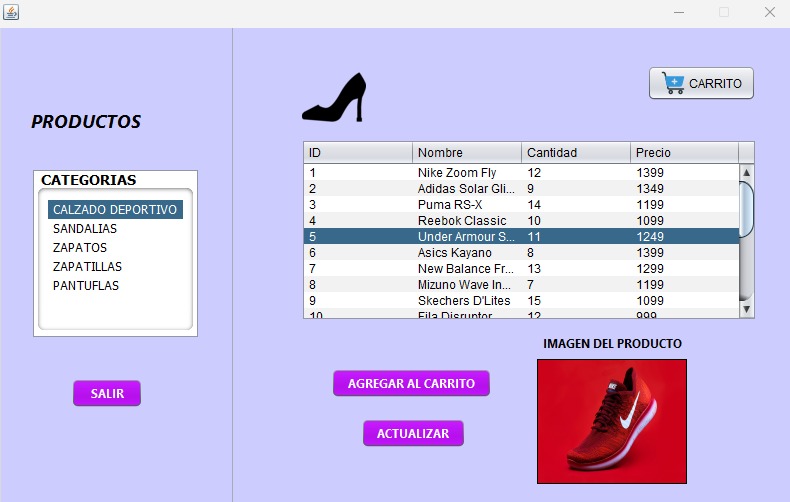 PRODUCTOS
CATEGORIAS
CALZADO DEPORTIVO
SANDALIAS
ZAPATOS
ZAPATILLAS
PANTUFLAS
SALIR
CARRITO
ID Nombre Cantidad Precio
1 Nike Zoom Fly 12 1399
2 Adidas Solar Gli... 9 1349
3 Puma RS-X 14 1199
4 Reebok Classic 10 1099
5 Under Armour S... 11 1249
6 Asics Kayano 8 1399
7 New Balance Fr... 13 1299
8 Mizuno Wave In... 7 1199
9 Skechers D'Lites 15 1099
10 Fila Disruptor 12 999
IMAGEN DEL PRODUCTO
AGREGAR AL CARRITO
ACTUALIZAR